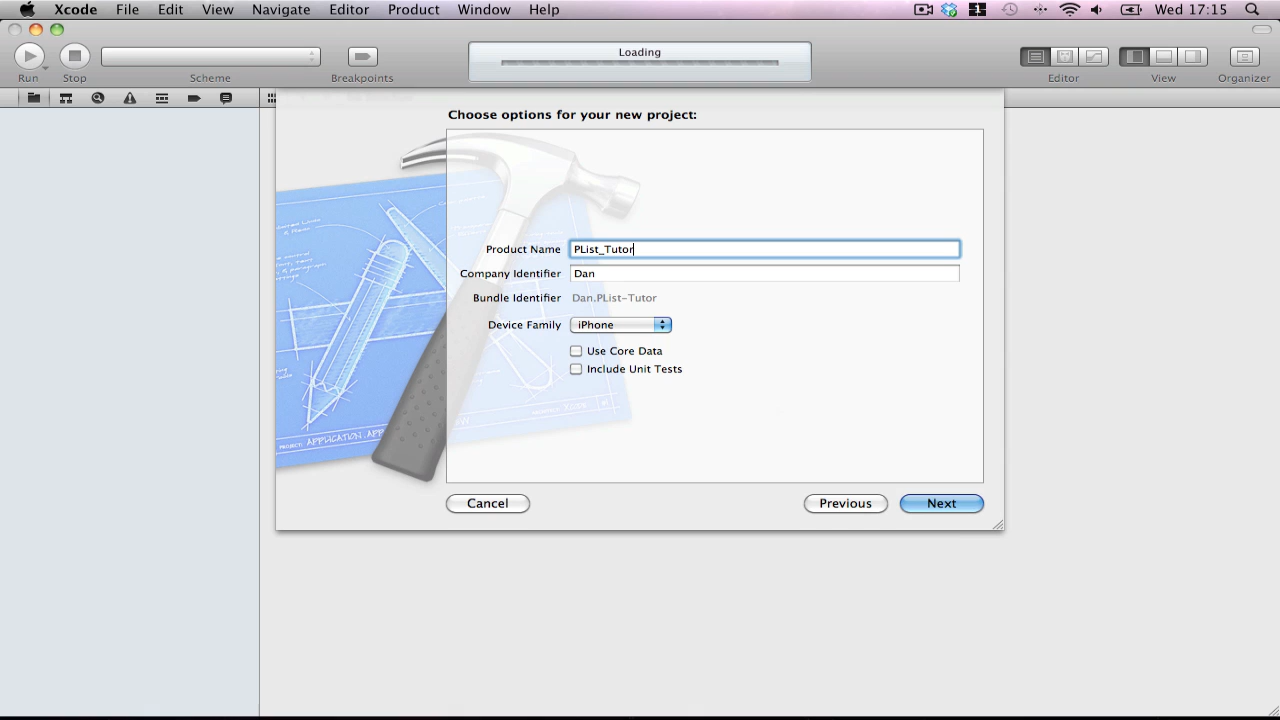 Xcode File Edit View Navigate Editor Product Window Help Wed 17:15
Loading
Run Stop Scheme Breakpoints Editor View Organizer
Choose options for your new project:
Product Name PList_Tutor
Company Identifier Dan
Bundle Identifier Dan.PList-Tutor
Device Family iPhone
Use Core Data
Include Unit Tests
APPLICATION.APP
Cancel Previous Next